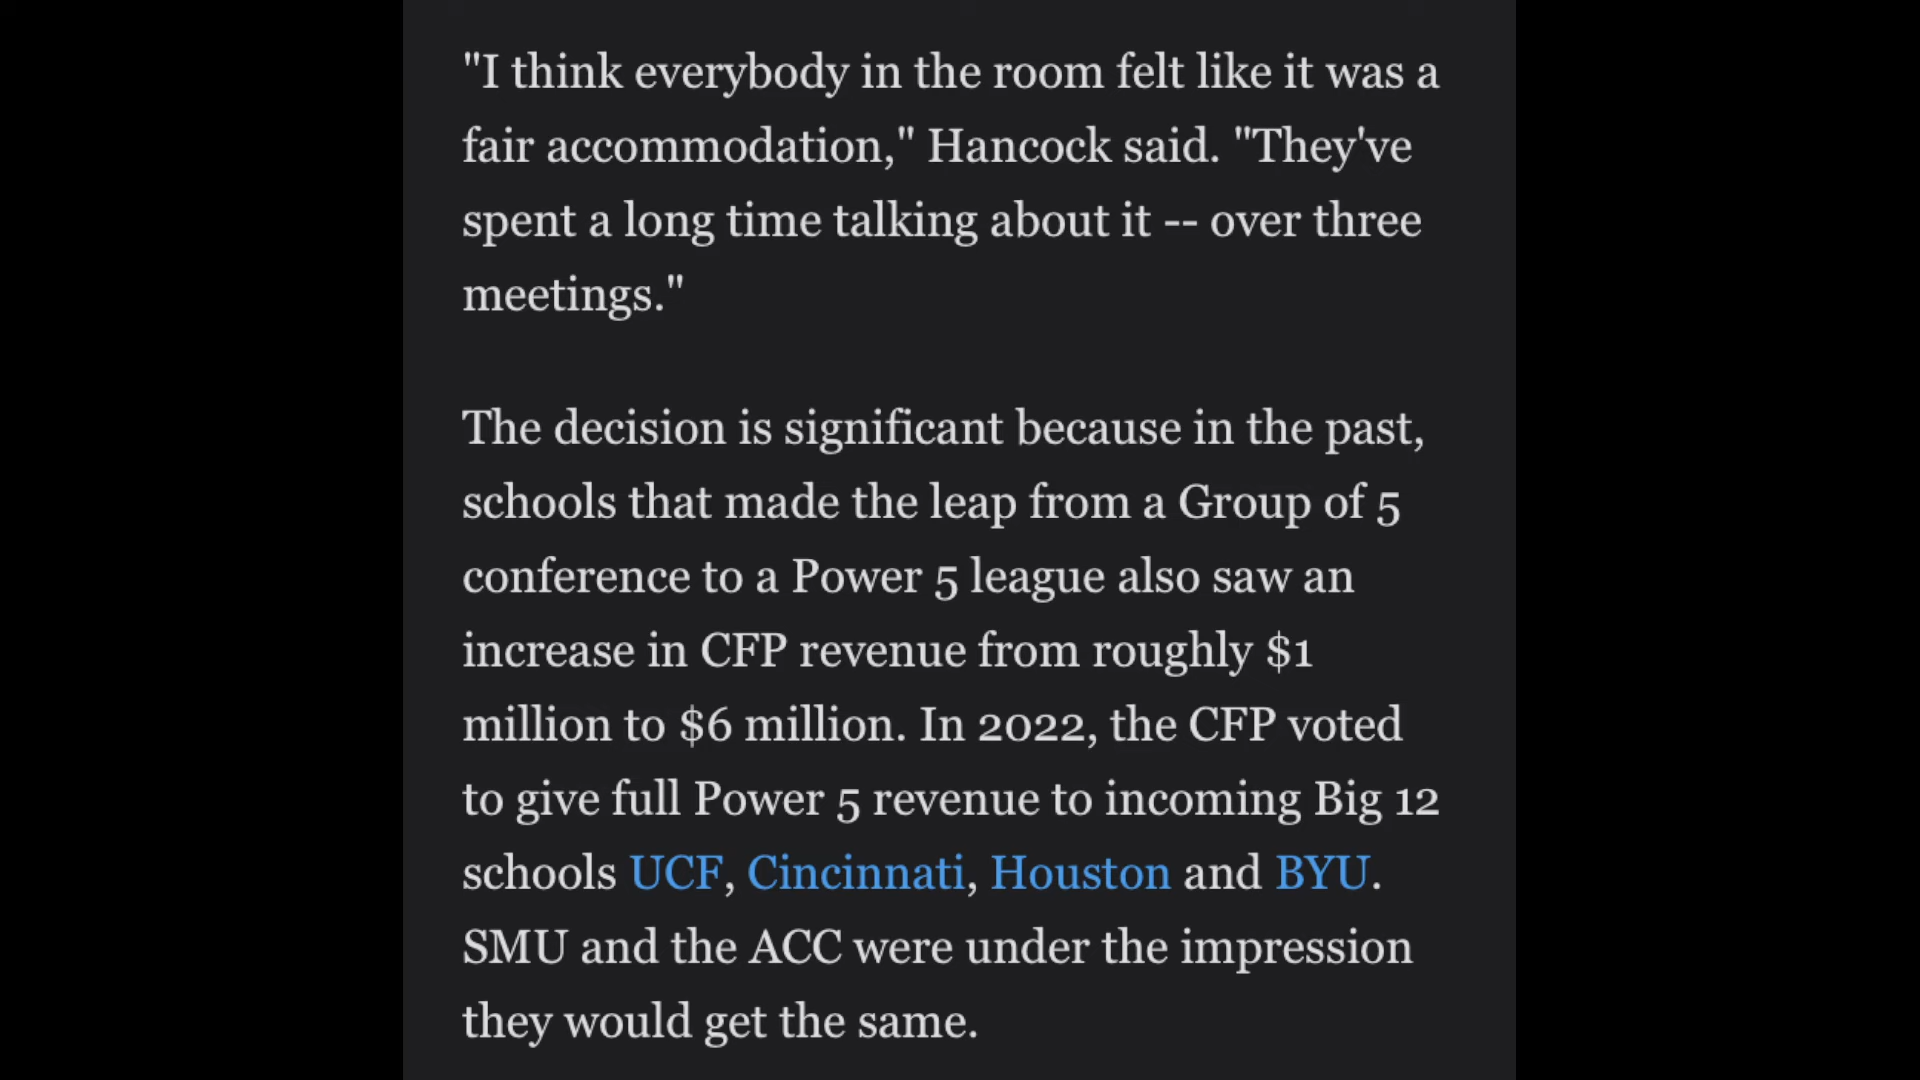 "I think everybody in the room felt like it was a
fair accommodation," Hancock said. "They've
spent a long time talking about it -- over three
meetings."
The decision is significant because in the past,
schools that made the leap from a Group of 5
conference to a Power 5 league also saw an
increase in CFP revenue from roughly $1
million to $6 million. In 2022, the CFP voted
to give full Power 5 revenue to incoming Big 12
schools UCF, Cincinnati, Houston and BYU.
SMU and the ACC were under the impression
they would get the same.